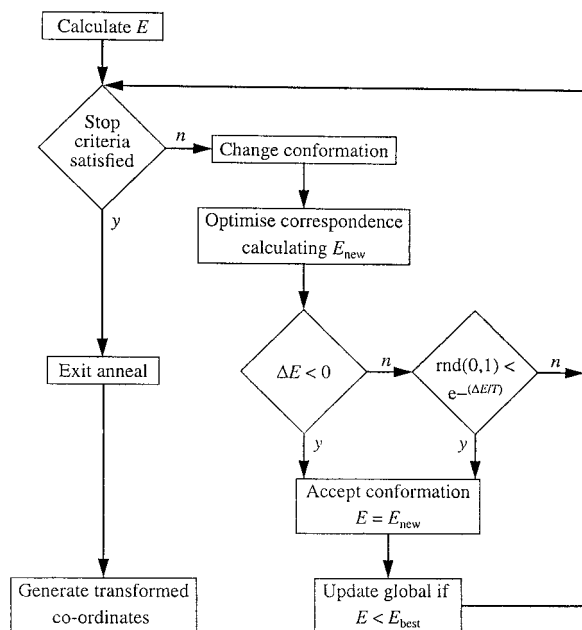 Calculate E
Stop
criteria
satisfied
n
Change conformation
y
Optimise correspondence
calculating E_new
ΔE < 0
n
rnd(0,1) <
e–(ΔE/T)
n
Exit anneal
y
y
Accept conformation
E = E_new
Generate transformed
co-ordinates
Update global if
E < E_best